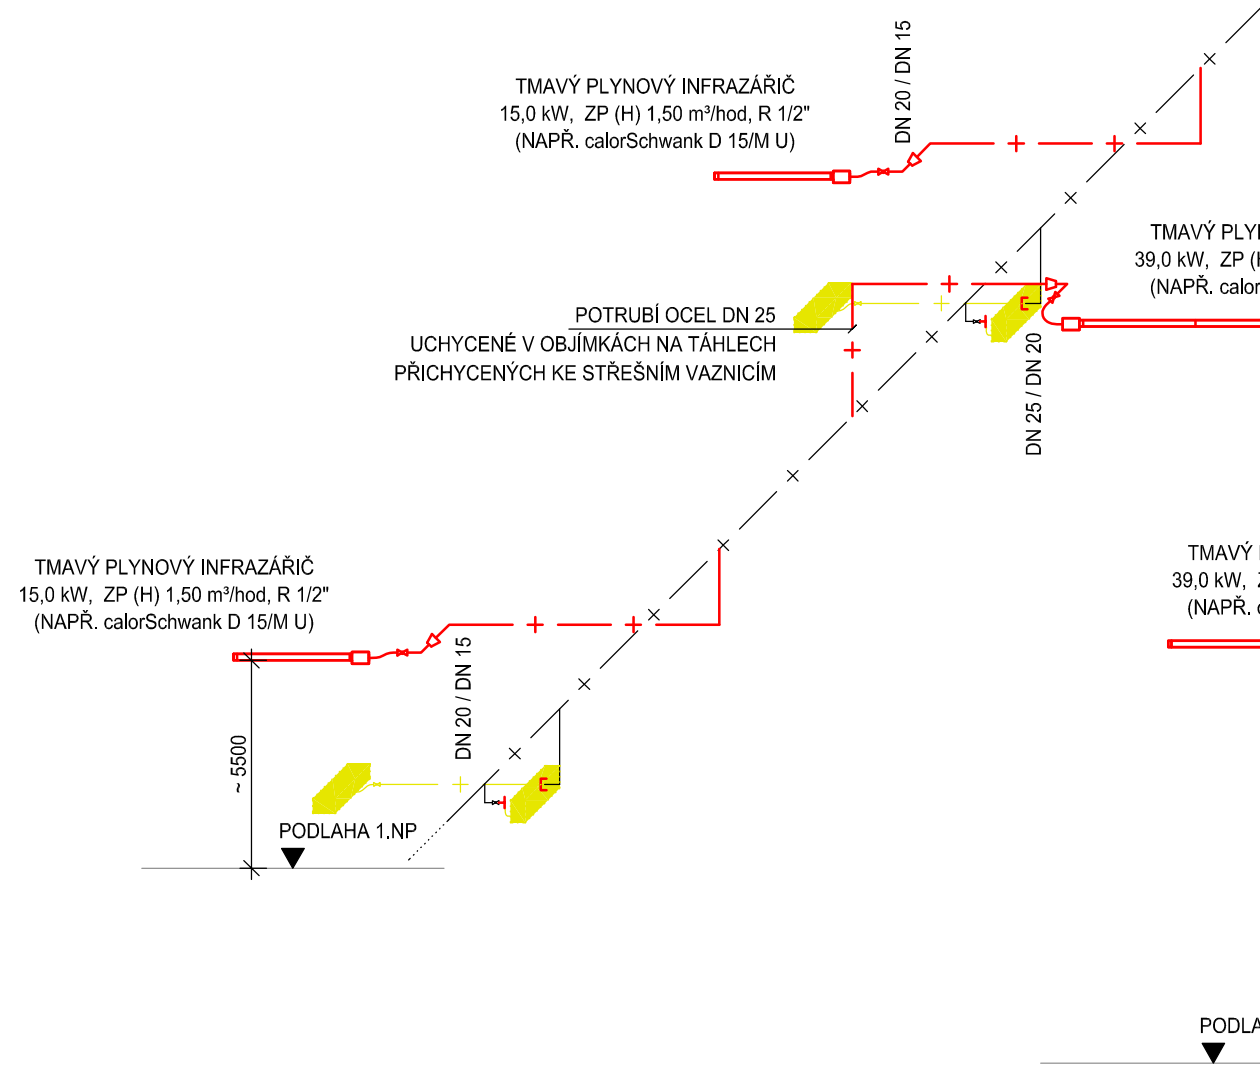 DN 20 / DN 15
TMAVÝ PLYNOVÝ INFRAZÁŘIČ
15,0 kW, ZP (H) 1,50 m³/hod, R 1/2"
(NAPŘ. calorSchwank D 15/M U)
TMAVÝ
39,0 kW, ZP
(NAPŘ.
POTRUBÍ OCEL DN 25
UCHYCENÉ V OBJÍMKÁCH NA TÁHLECH
PŘICHYCENÝCH KE STŘEŠNÍM VAZNICÍM
DN 25 / DN 20
TMAVÝ PLYNOVÝ INFRAZÁŘIČ
15,0 kW, ZP (H) 1,50 m³/hod, R 1/2"
(NAPŘ. calorSchwank D 15/M U)
TMAVÝ
39,0 kW,
(NAPŘ.
DN 20 / DN 15
~ 5500
PODLAHA 1.NP